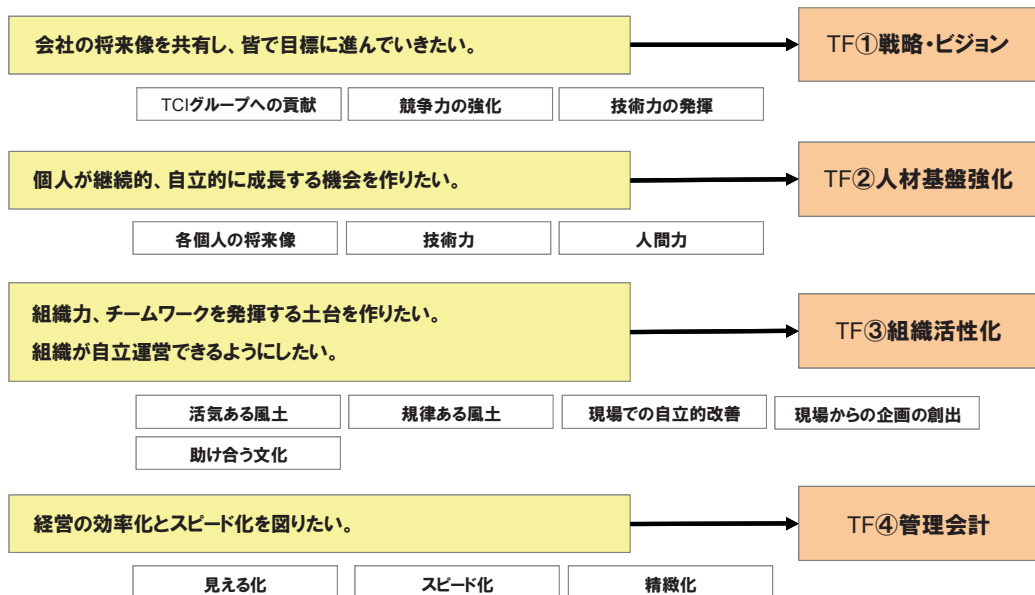 会社の将来像を共有し、皆で目標に進んでいきたい。
TF①戦略・ビジョン
TCIグループへの貢献
競争力の強化
技術力の発揮
個人が継続的、自立的に成長する機会を作りたい。
TF②人材基盤強化
各個人の将来像
技術力
人間力
組織力、チームワークを発揮する土台を作りたい。
組織が自立運営できるようにしたい。
TF③組織活性化
活気ある風土
規律ある風土
現場での自立的改善
現場からの企画の創出
助け合う文化
経営の効率化とスピード化を図りたい。
TF④管理会計
見える化
スピード化
精緻化